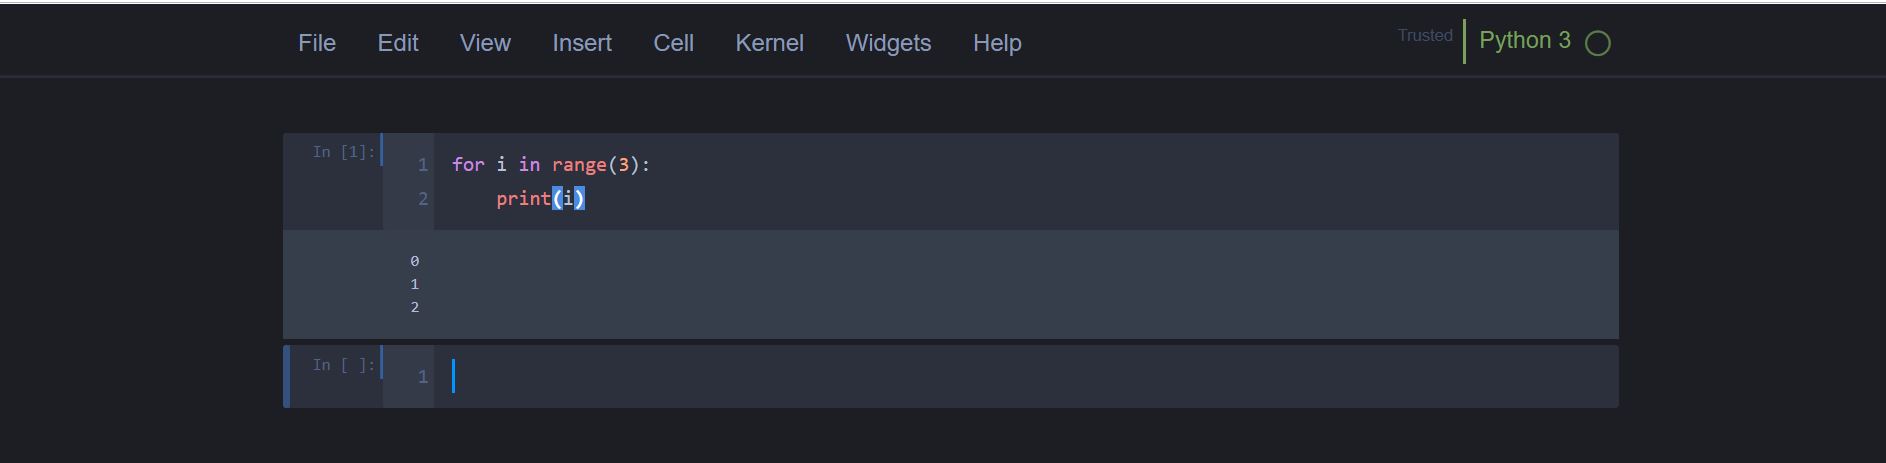 File Edit View Insert Cell Kernel Widgets Help Trusted Python 3
In [1]: 1 for i in range(3):
2     print(i)
0
1
2
In [ ]: 1